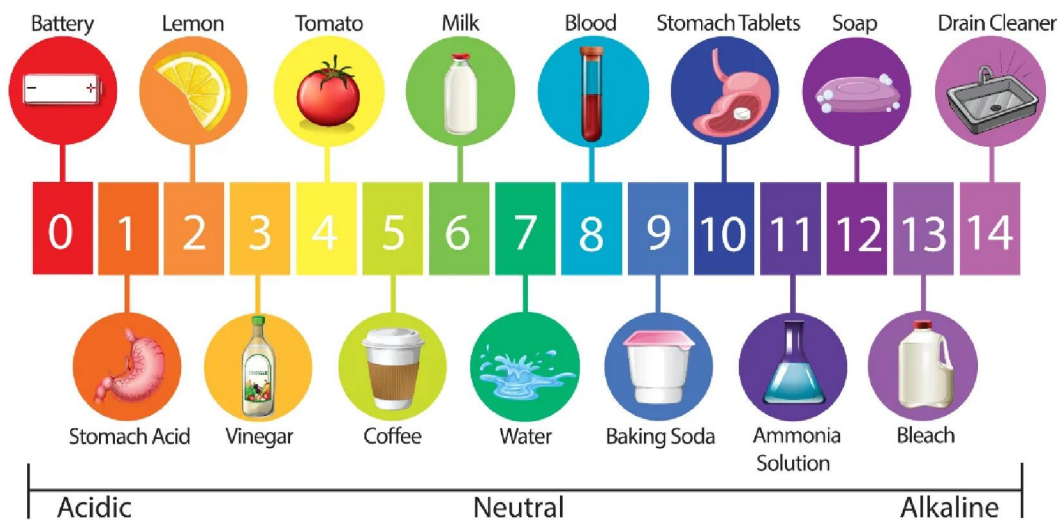 Battery
Lemon
Tomato
Milk
Blood
Stomach Tablets
Soap
Drain Cleaner
- +
0 1 2 3 4 5 6 7 8 9 10 11 12 13 14
Stomach Acid
Vinegar
Coffee
Water
Baking Soda
Ammonia
Solution
Bleach
Acidic
Neutral
Alkaline